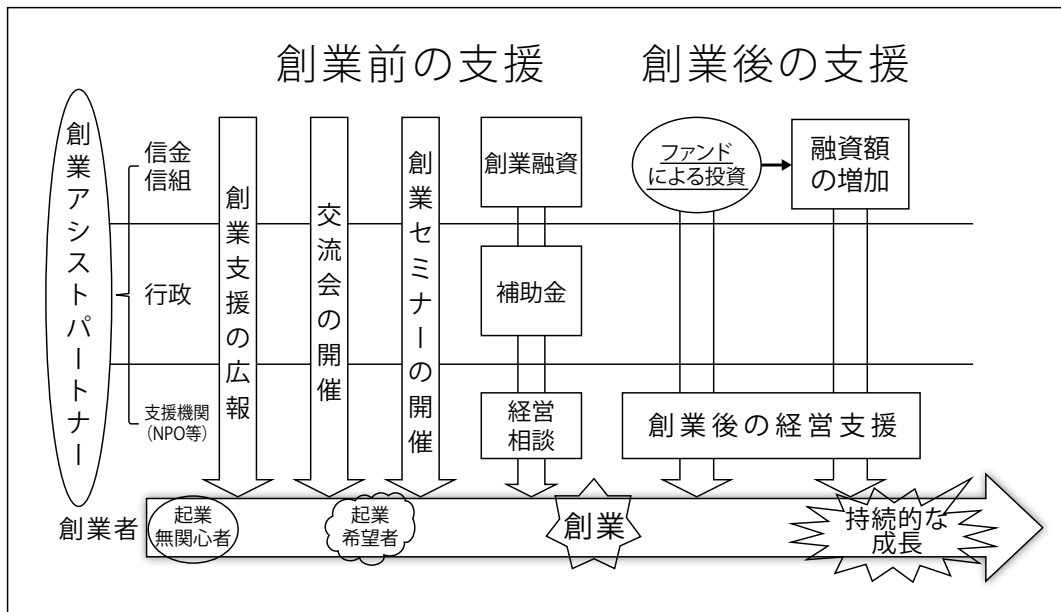 創業前の支援
創業後の支援
創業アシストパートナー
信金
信組
行政
支援機関
（NPO等）
創業支援の広報
交流会の開催
創業セミナーの開催
創業融資
補助金
経営
相談
ファンド
による投資
融資額
の増加
創業後の経営支援
創業者
起業
無関心者
起業
希望者
創業
持続的な
成長